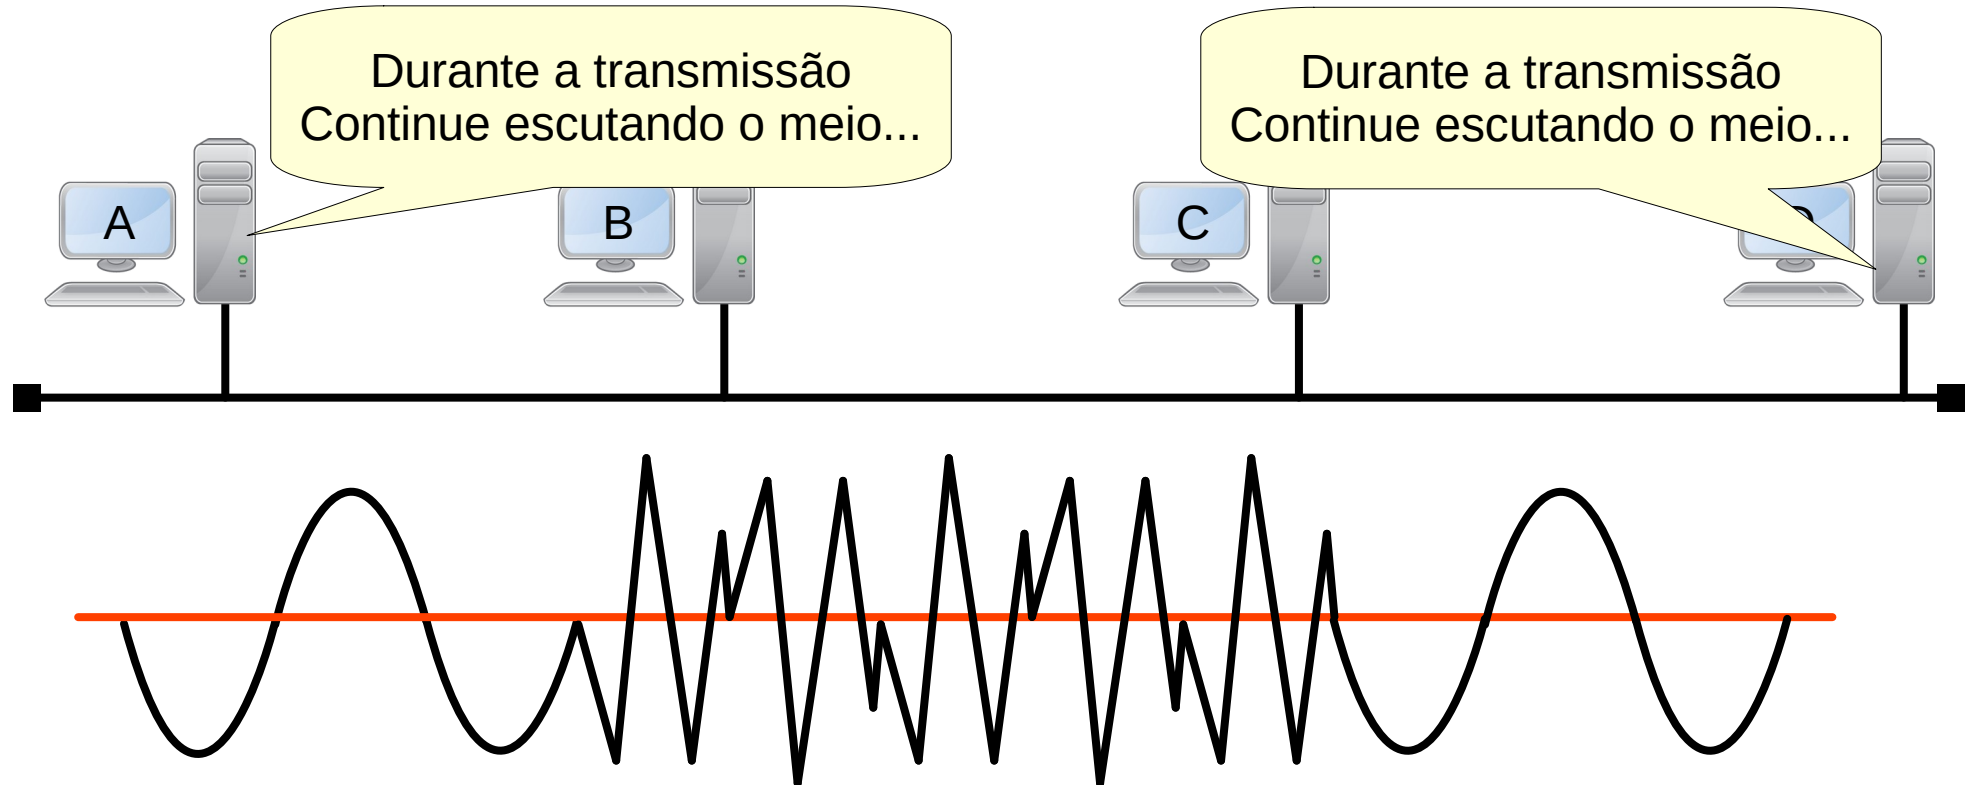 Durante a transmissão
Continue escutando o meio...
Durante a transmissão
Continue escutando o meio...
A
B
C